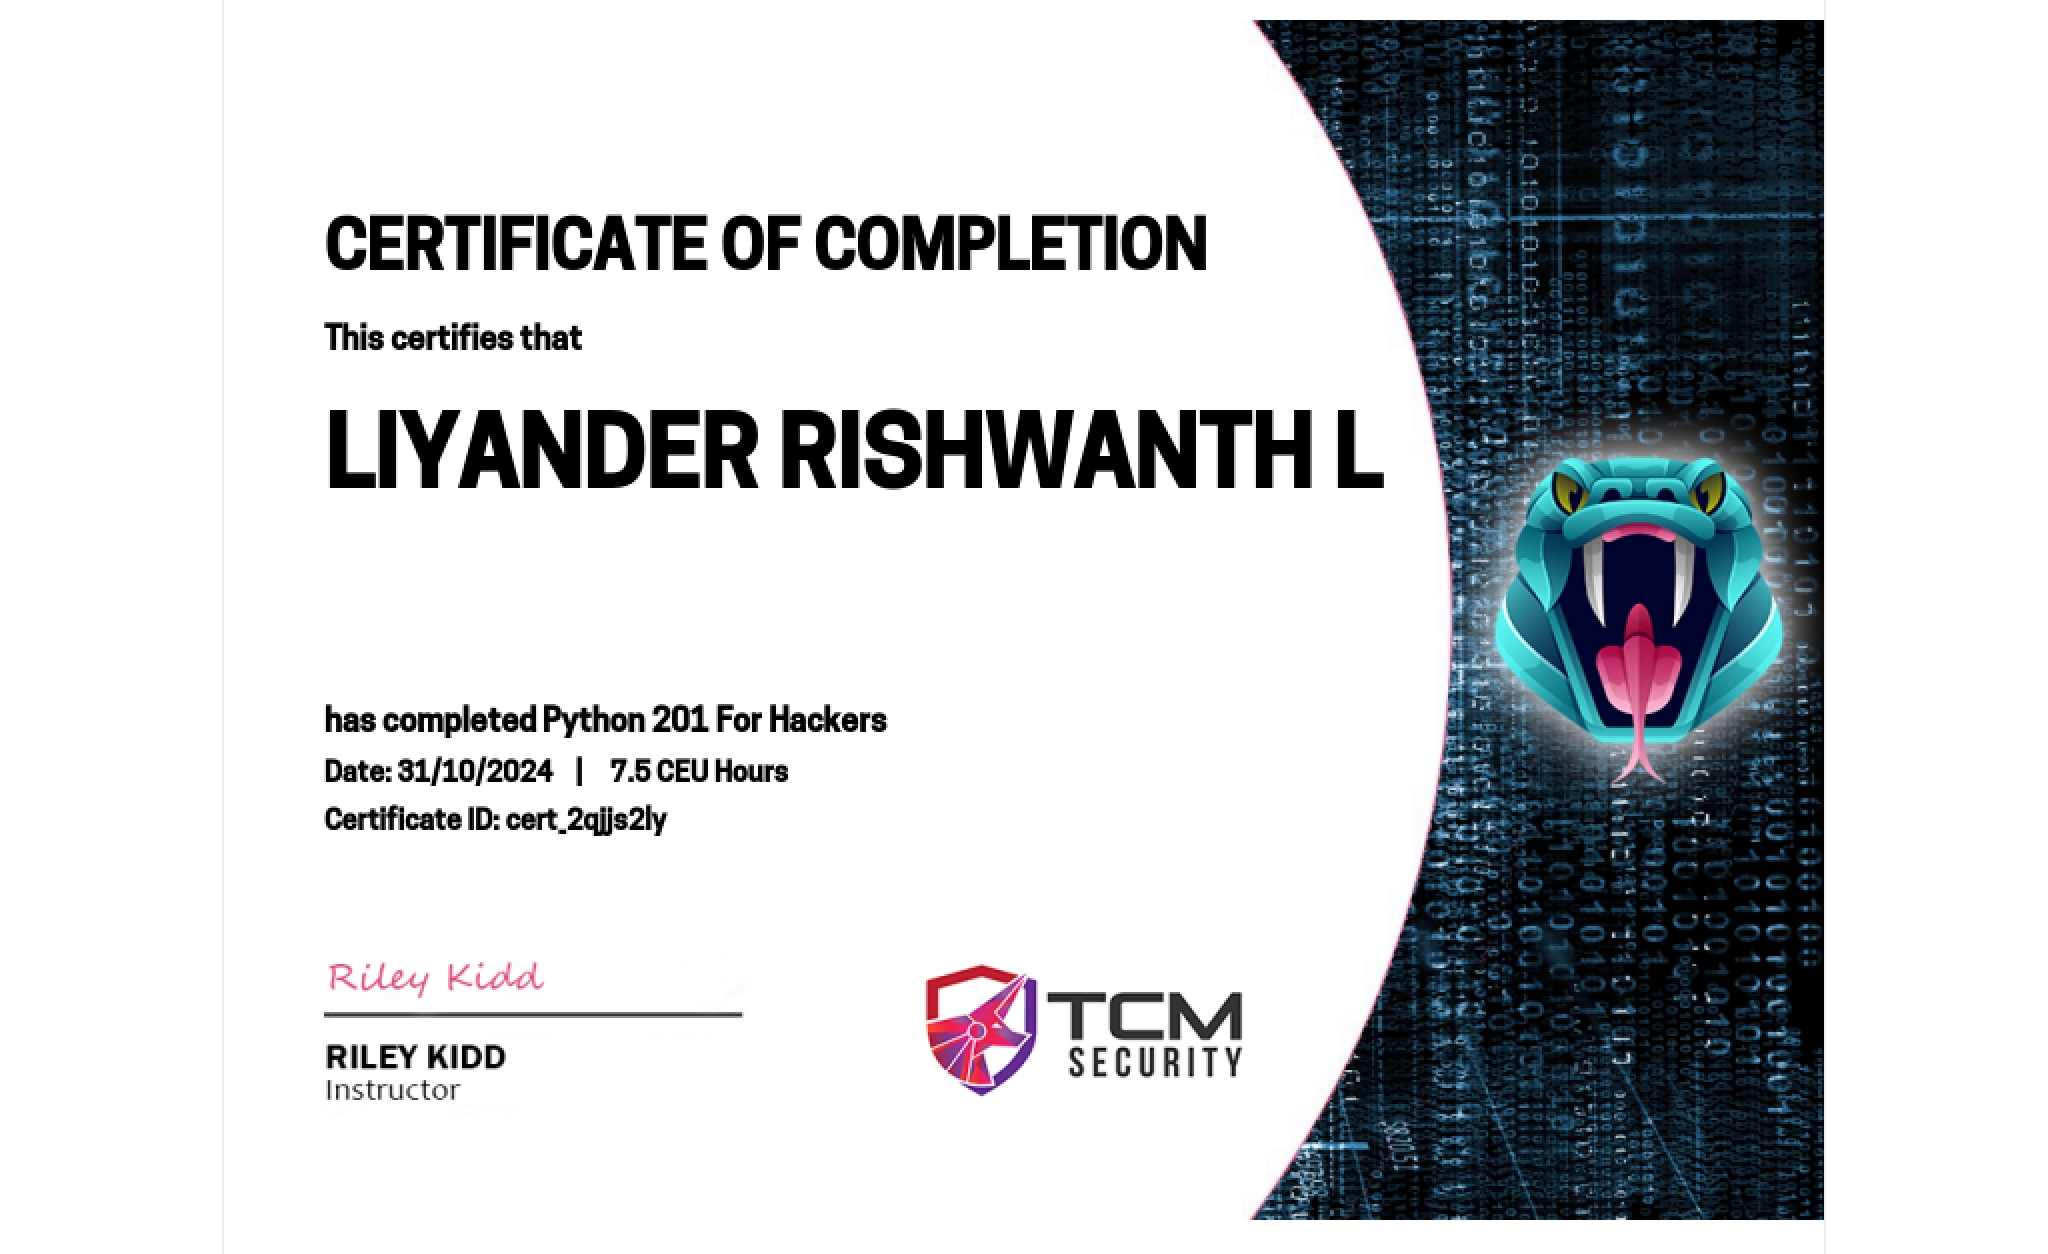 CERTIFICATE OF COMPLETION
This certifies that
LIYANDER RISHWANTH L
has completed Python 201 For Hackers
Date: 31/10/2024 | 7.5 CEU Hours
Certificate ID: cert_2qjjs2ly
Riley Kidd
RILEY KIDD
Instructor
TCM
SECURITY